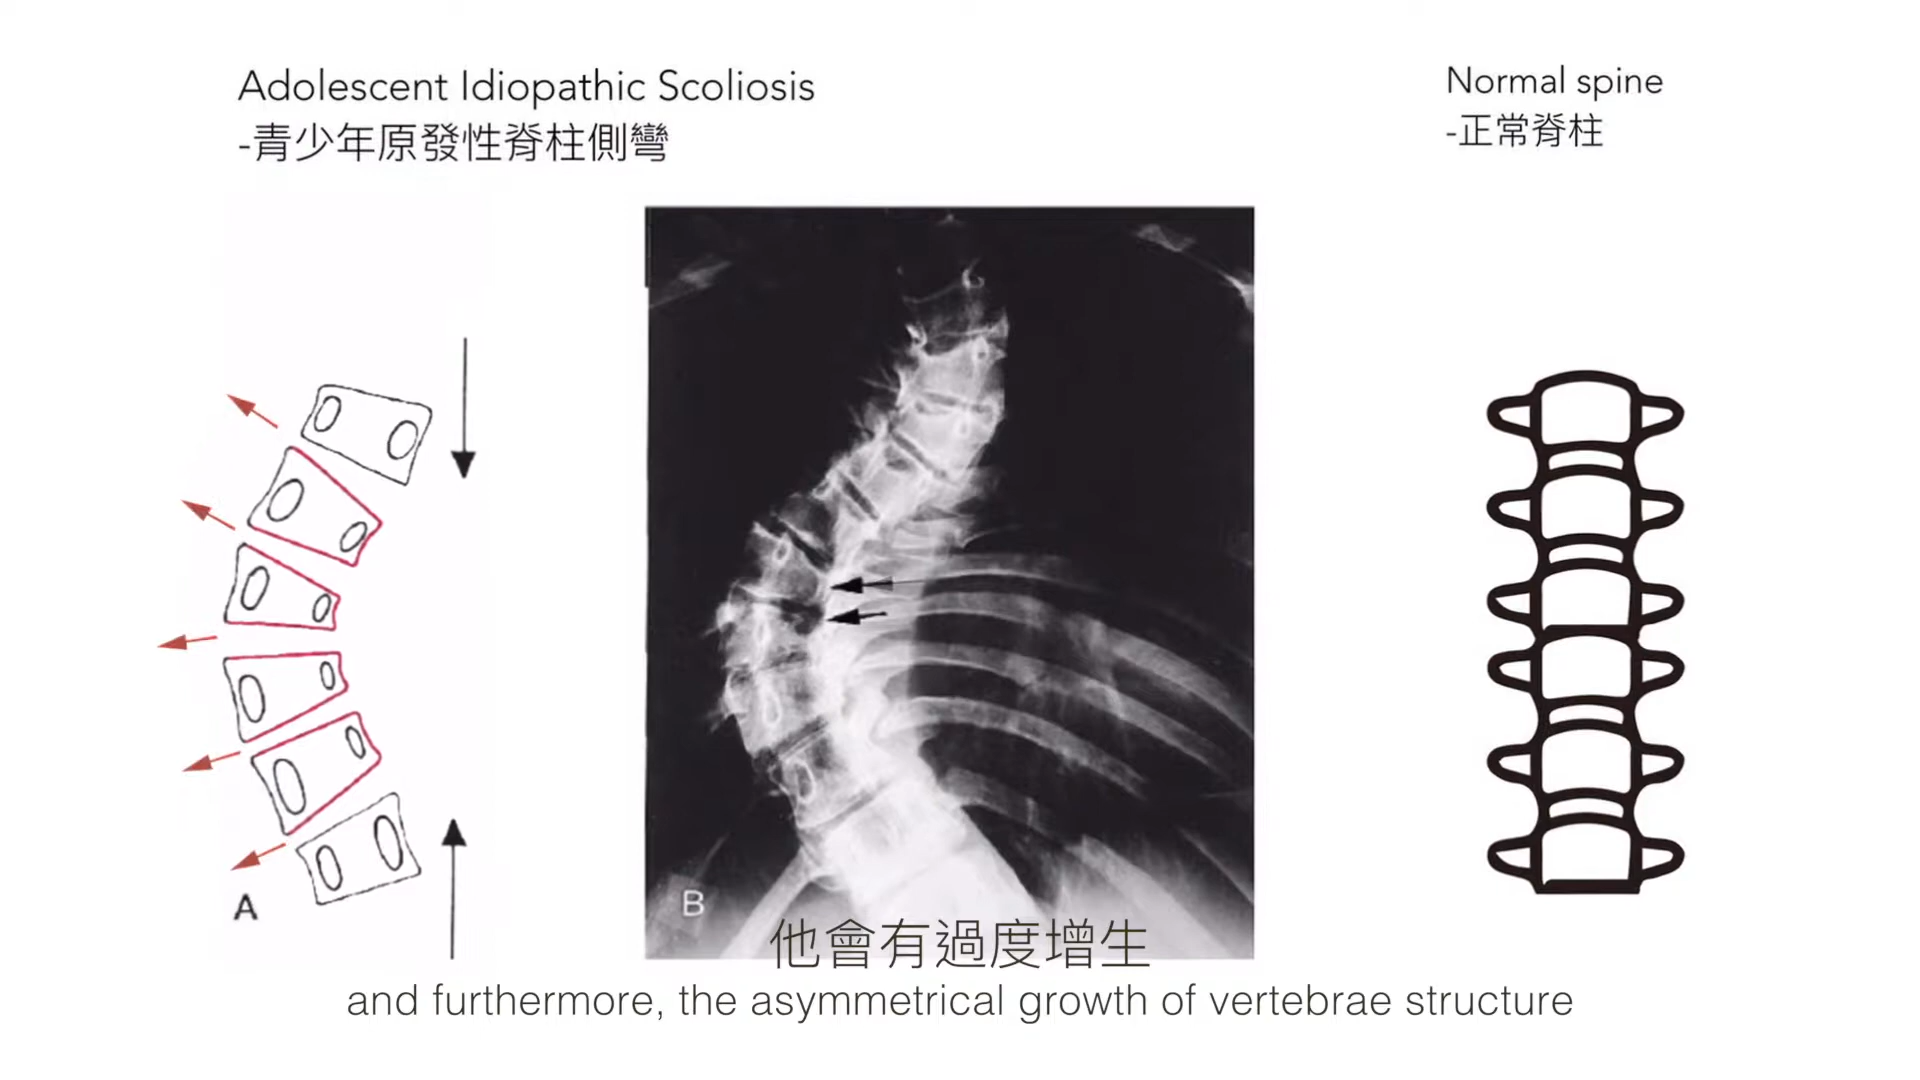 Adolescent Idiopathic Scoliosis
-青少年原發性脊柱側彎
Normal spine
-正常脊柱
A
B
他會有過度增生
and furthermore, the asymmetrical growth of vertebrae structure